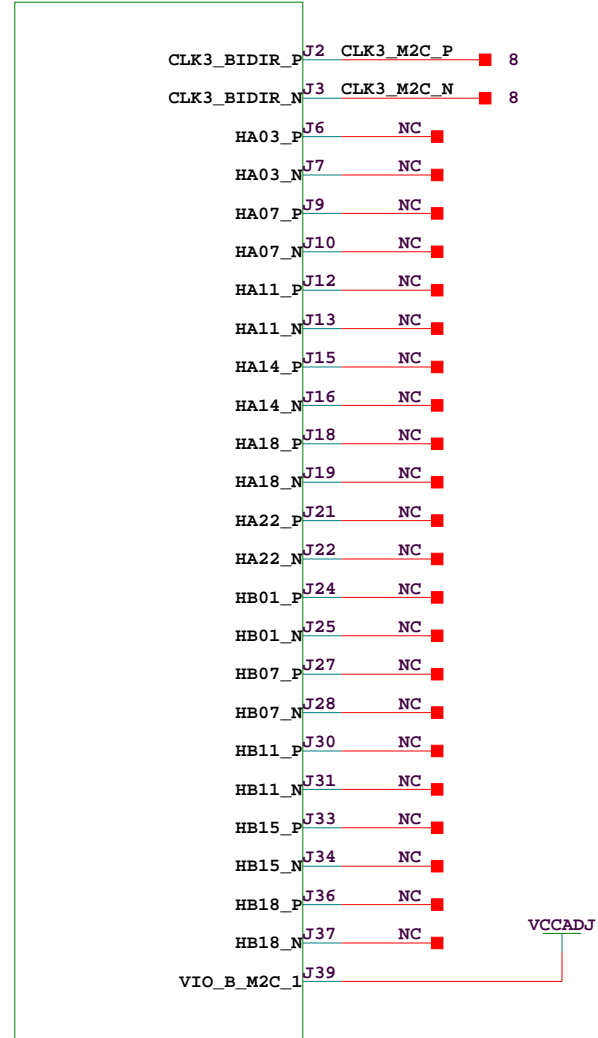 CLK3_BIDIR_P J2 CLK3_M2C_P 8
CLK3_BIDIR_N J3 CLK3_M2C_N 8
HA03_P J6 NC
HA03_N J7 NC
HA07_P J9 NC
HA07_N J10 NC
HA11_P J12 NC
HA11_N J13 NC
HA14_P J15 NC
HA14_N J16 NC
HA18_P J18 NC
HA18_N J19 NC
HA22_P J21 NC
HA22_N J22 NC
HB01_P J24 NC
HB01_N J25 NC
HB07_P J27 NC
HB07_N J28 NC
HB11_P J30 NC
HB11_N J31 NC
HB15_P J33 NC
HB15_N J34 NC
HB18_P J36 NC
VCCADJ
HB18_N J37 NC
VIO_B_M2C_1 J39